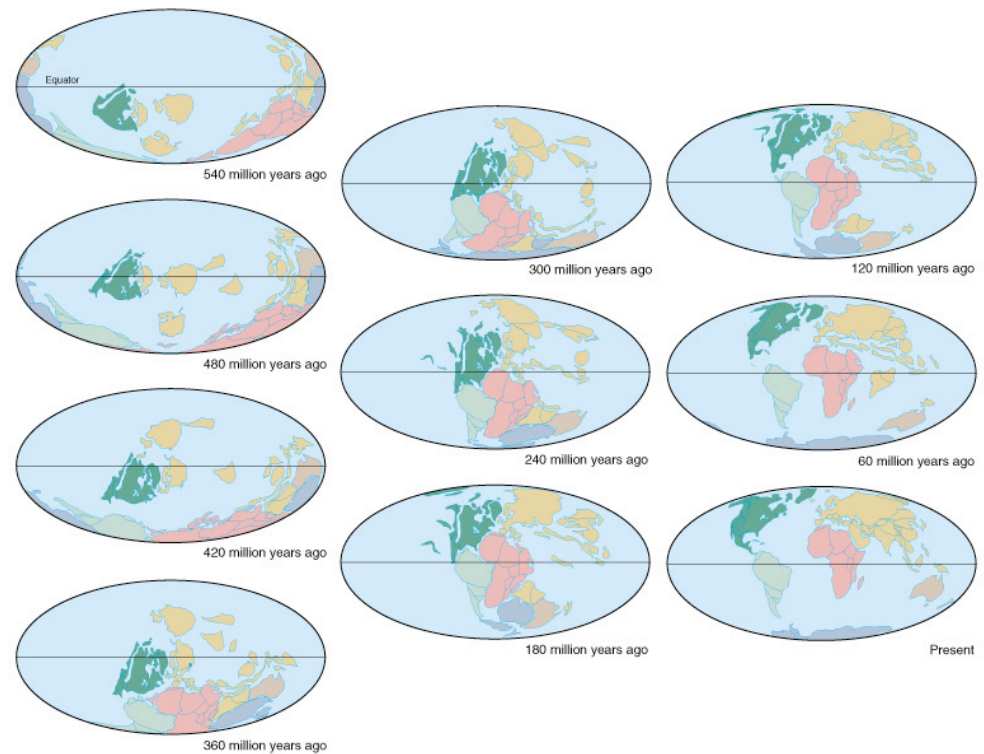 Equator
540 million years ago
480 million years ago
420 million years ago
360 million years ago
300 million years ago
240 million years ago
180 million years ago
120 million years ago
60 million years ago
Present